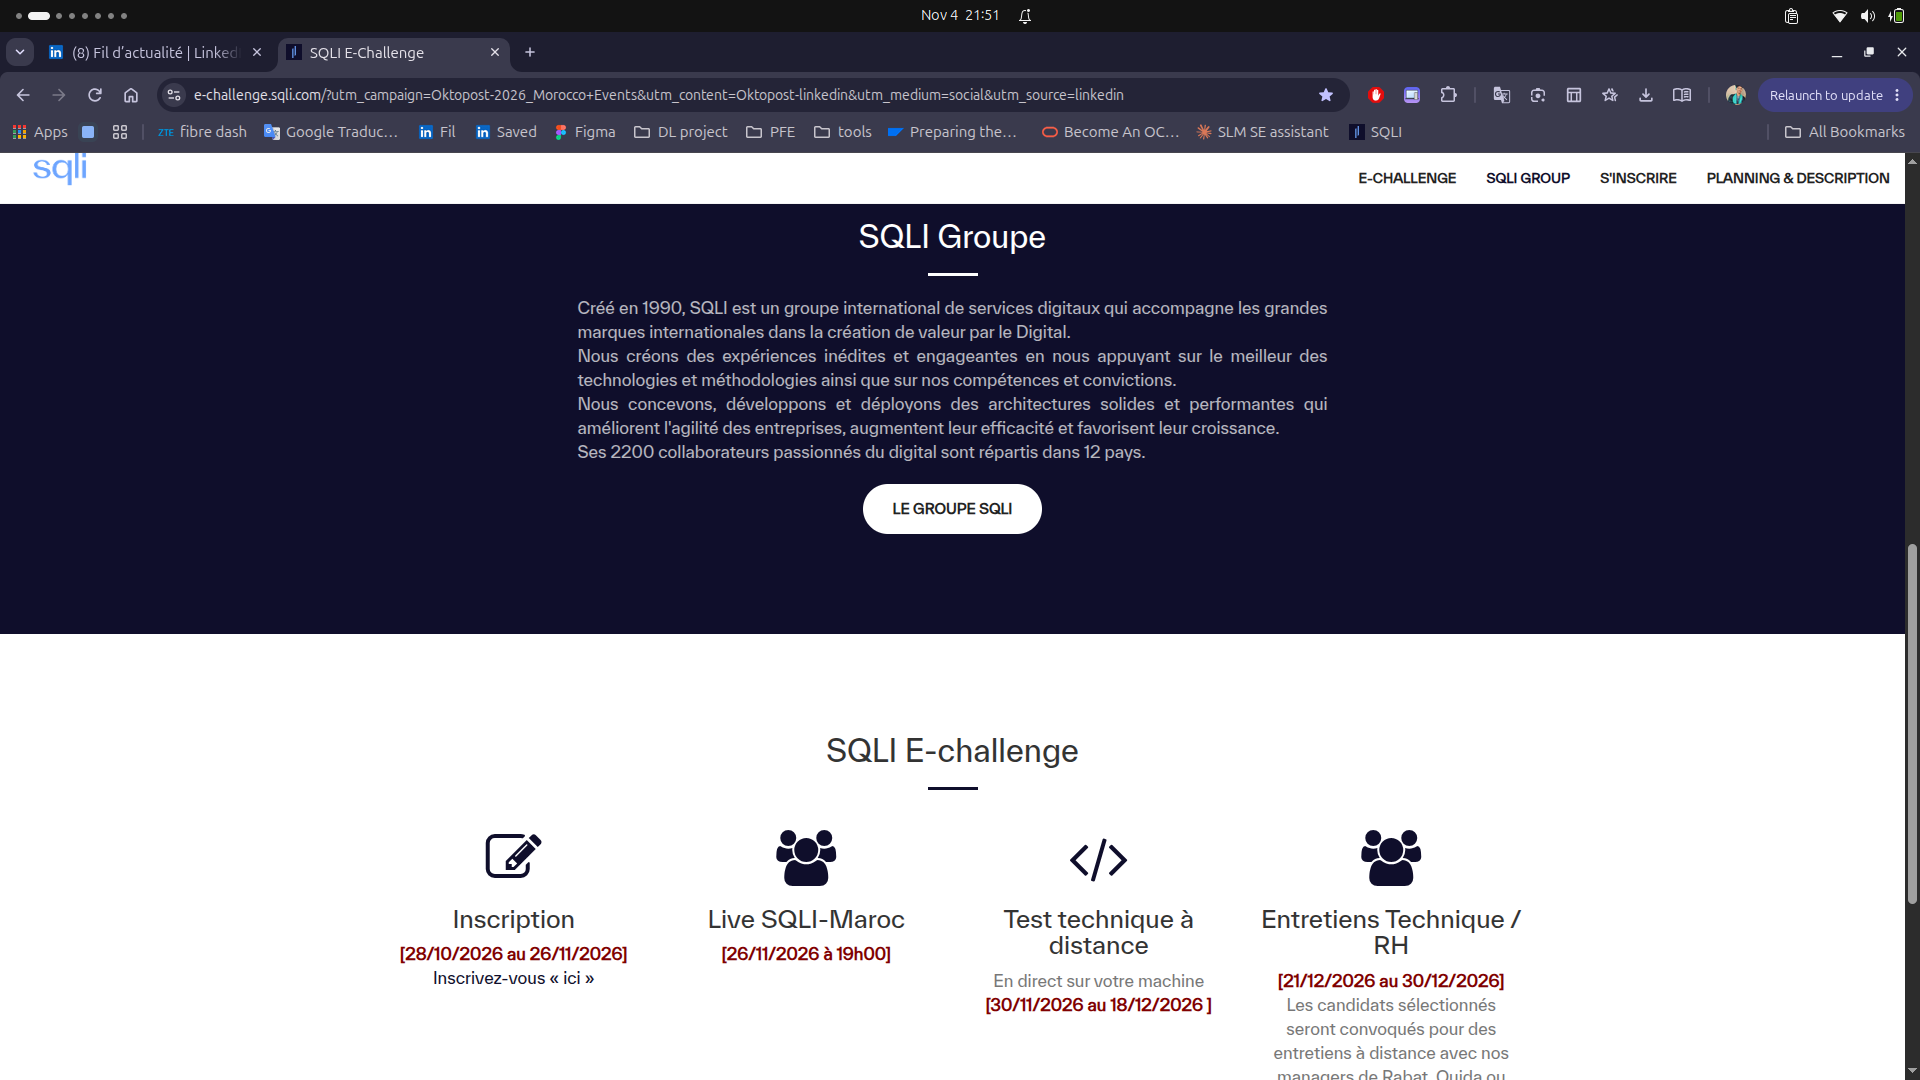 Nov 4 21:51
(8) Fil d'actualité | Linked
SQLI E-Challenge
e-challenge.sqli.com/?utm_campaign=Oktopost-2026_Morocco+Events&utm_content=Oktopost-linkedin&utm_medium=social&utm_source=linkedin
Relaunch to update
Apps
ZTE fibre dash
Google Traduc...
Fil
Saved
Figma
DL project
PFE
tools
Preparing the...
Become An OC...
SLM SE assistant
SQLI
All Bookmarks
sqli
E-CHALLENGE
SQLI GROUP
S'INSCRIRE
PLANNING & DESCRIPTION
SQLI Groupe
Créé en 1990, SQLI est un groupe international de services digitaux qui accompagne les grandes
marques internationales dans la création de valeur par le Digital.
Nous créons des expériences inédites et engageantes en nous appuyant sur le meilleur des
technologies et méthodologies ainsi que sur nos compétences et convictions.
Nous concevons, développons et déployons des architectures solides et performantes qui
améliorent l'agilité des entreprises, augmentent leur efficacité et favorisent leur croissance.
Ses 2200 collaborateurs passionnés du digital sont répartis dans 12 pays.
LE GROUPE SQLI
SQLI E-challenge
Inscription
[28/10/2026 au 26/11/2026]
Inscrivez-vous « ici »
Live SQLI-Maroc
[26/11/2026 à 19h00]
Test technique à
distance
En direct sur votre machine
[30/11/2026 au 18/12/2026 ]
Entretiens Technique /
RH
[21/12/2026 au 30/12/2026]
Les candidats sélectionnés
seront convoqués pour des
entretiens à distance avec nos
managers de Rabat, Oujda ou